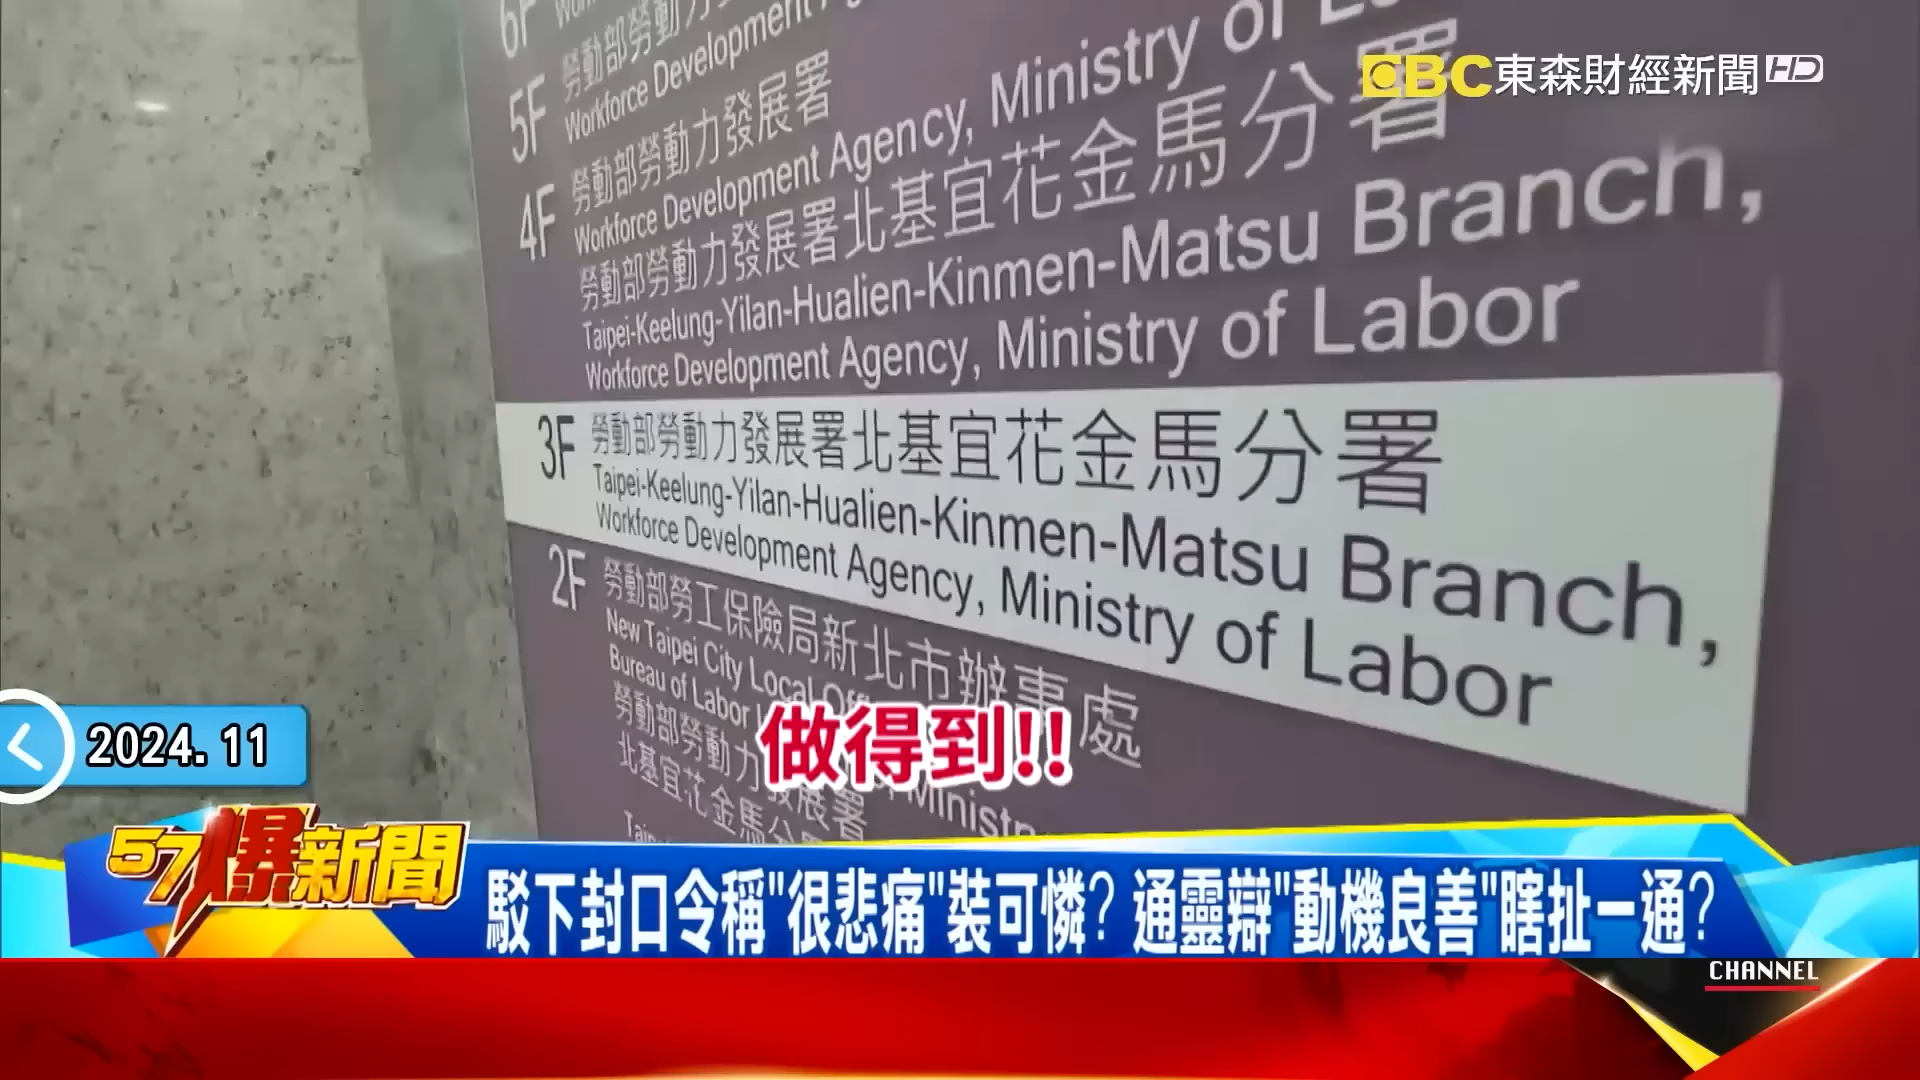 6F
5F 勞動部勞動力
Workforce Development
EBC 東森財經新聞 HD
4F 勞動部勞動力發展署
Workforce Development Agency, Ministry of
勞動部勞動力發展署北基宜花金馬分署
Taipei-Keelung-Yilan-Hualien-Kinmen-Matsu Branch,
Workforce Development Agency, Ministry of Labor
3F 勞動部勞動力發展署北基宜花金馬分署
Taipei-Keelung-Yilan-Hualien-Kinmen-Matsu Branch,
Workforce Development Agency, Ministry of Labor
2F 勞動部勞工保險局新北市辦事處
New Taipei City Local
Bureau of Labor
勞動部勞動力發展署
北基宜花金馬
做得到!!
2024.11
57爆新聞
駁下封口令稱"很悲痛"裝可憐? 通靈辯"動機良善"瞎扯一通?
CHANNEL